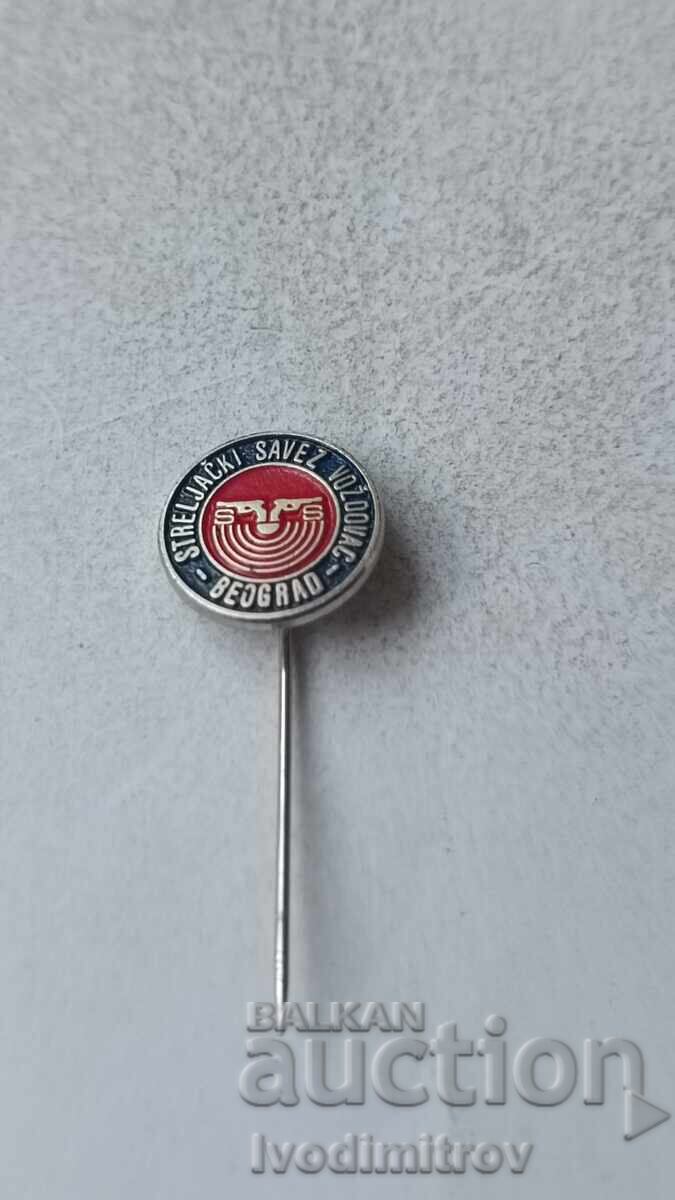 STRELJAČKI SAVEZ VOŽDOVAC
- BEOGRAD -
S S
BALKAN
auction
Ivodimitrov